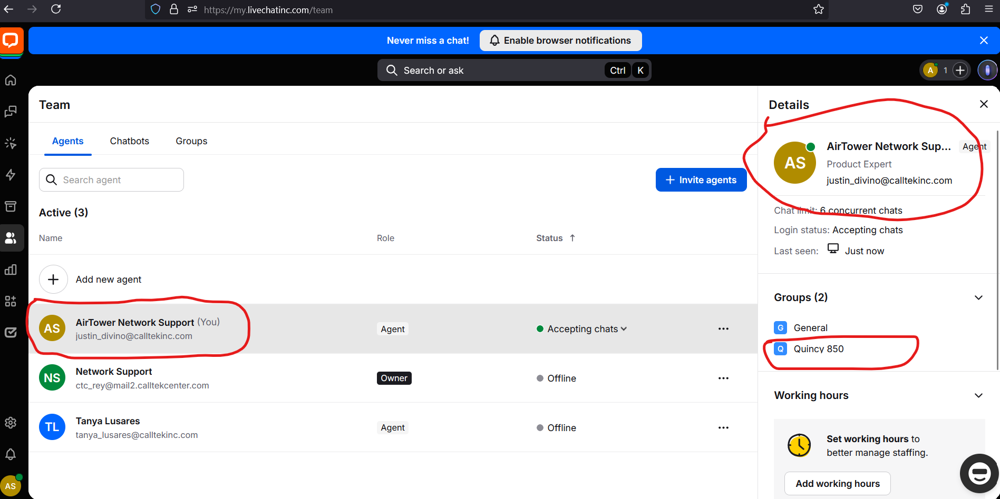 https://my.livechatinc.com/team
Never miss a chat!
Enable browser notifications
Search or ask
Ctrl
K
A
1
Team
Agents
Chatbots
Groups
Search agent
Invite agents
Active (3)
Name
Role
Status
Add new agent
AS
AirTower Network Support (You)
justin_divino@calltekinc.com
Agent
Accepting chats
NS
Network Support
ctc_rey@mail2.calltekcenter.com
Owner
Offline
TL
Tanya Lusares
tanya_lusares@calltekinc.com
Agent
Offline
AS
Details
AS
AirTower Network Sup...
Agent
Product Expert
justin_divino@calltekinc.com
Chat limit: 6 concurrent chats
Login status: Accepting chats
Last seen: Just now
Groups (2)
G
General
Q
Quincy 850
Working hours
Set working hours to
better manage staffing.
Add working hours